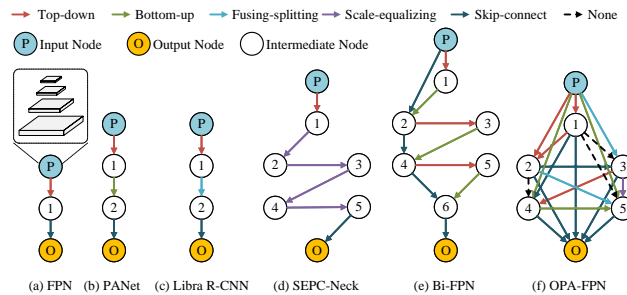 Top-down Bottom-up Fusing-splitting Scale-equalizing Skip-connect None
P Input Node O Output Node Intermediate Node
P
1
O
P
1
2
O
P
1
2
O
P
1
2 3
4 5
O
P
1
2 3
4 5
6
O
P
1
2 3
4 5
O
(a) FPN (b) PANet (c) Libra R-CNN (d) SEPC-Neck (e) Bi-FPN (f) OPA-FPN